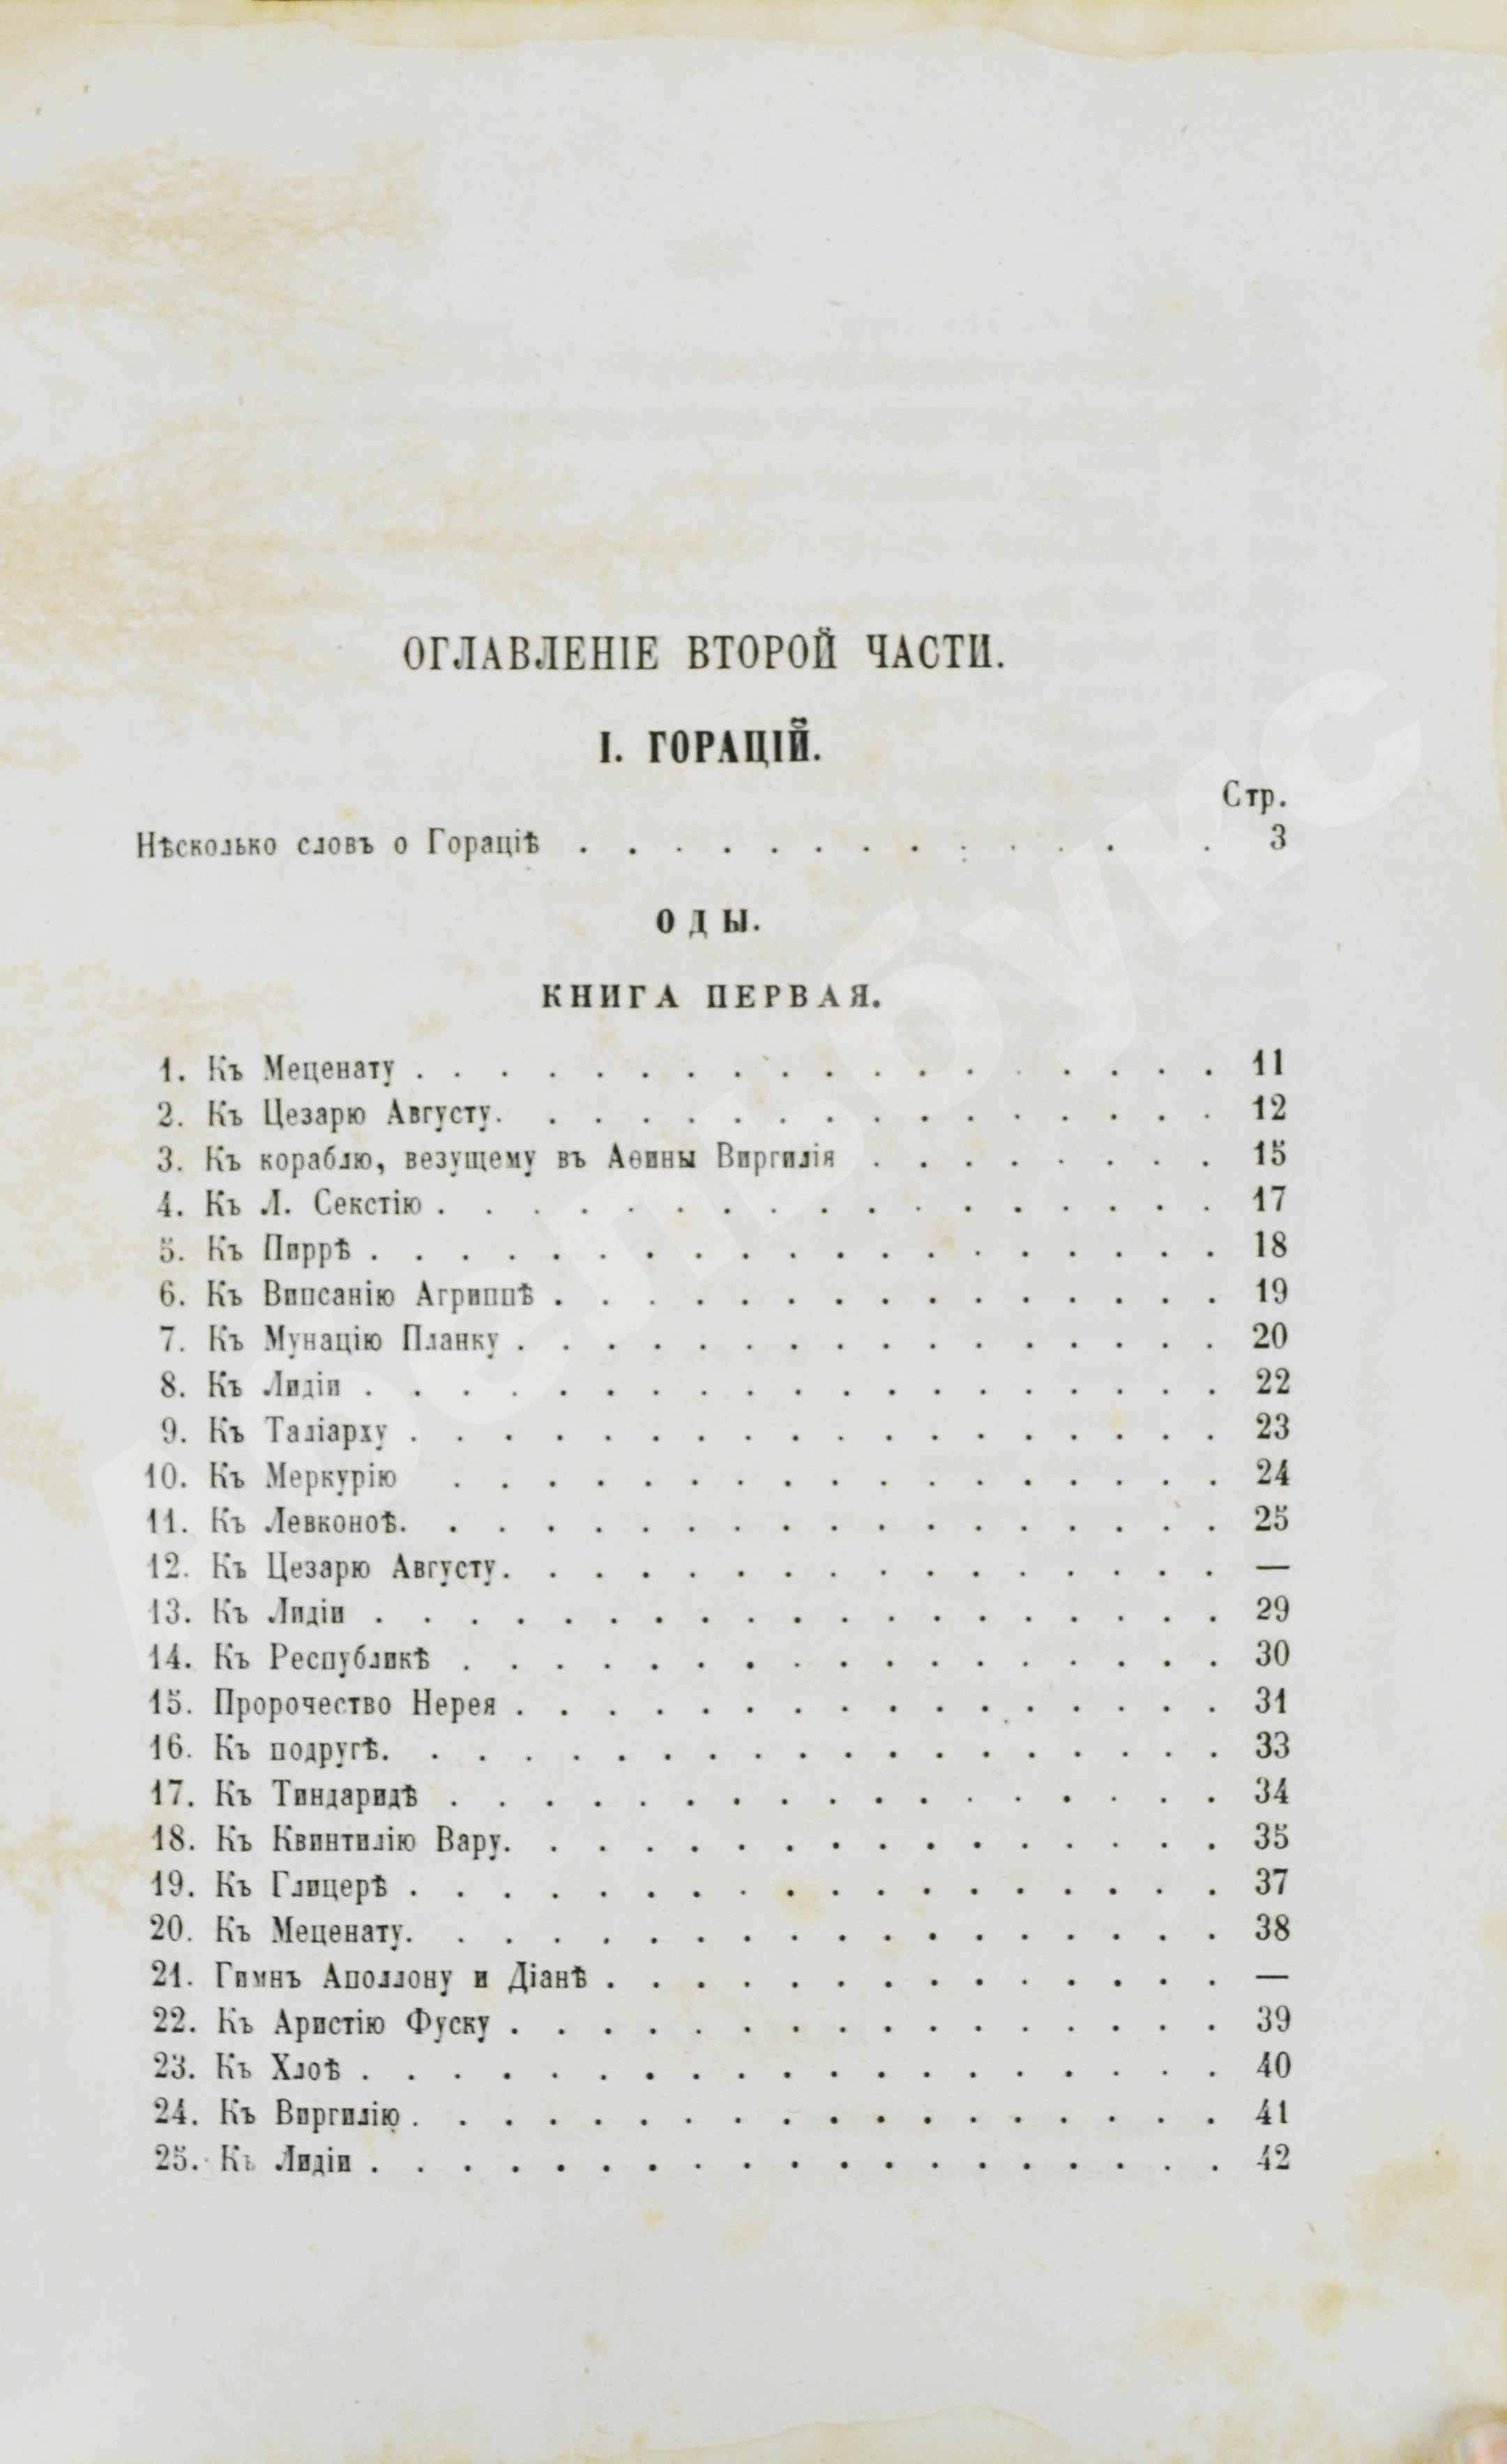 ОГЛАВЛЕНІЕ ВТОРОЙ ЧАСТИ.
I. ГОРАЦІЙ.
Стр.
Нѣсколько словъ о Гораціѣ . . . . . . . . . . . . . 3
ОДЫ.
КНИГА ПЕРВАЯ.
1. Къ Меценату . . . . . . . . . . . . . . . . . . 11
2. Къ Цезарю Августу. . . . . . . . . . . . . . . . 12
3. Къ кораблю, везущему въ Аѳины Виргилія . . . . . . . . 15
4. Къ Л. Секстію . . . . . . . . . . . . . . . . . 17
5. Къ Пиррѣ . . . . . . . . . . . . . . . . . . . 18
6. Къ Випсанію Агриппѣ . . . . . . . . . . . . . . . 19
7. Къ Мунацію Планку . . . . . . . . . . . . . . . . 20
8. Къ Лидіи . . . . . . . . . . . . . . . . . . . 22
9. Къ Таліарху . . . . . . . . . . . . . . . . . . 23
10. Къ Меркурію . . . . . . . . . . . . . . . . . 24
11. Къ Левконоѣ. . . . . . . . . . . . . . . . . . 25
12. Къ Цезарю Августу. . . . . . . . . . . . . . . . —
13. Къ Лидіи . . . . . . . . . . . . . . . . . . . 29
14. Къ Республикѣ . . . . . . . . . . . . . . . . . 30
15. Пророчество Нерея . . . . . . . . . . . . . . . . 31
16. Къ подругѣ. . . . . . . . . . . . . . . . . . . 33
17. Къ Тиндаридѣ . . . . . . . . . . . . . . . . . 34
18. Къ Квинтилію Вару. . . . . . . . . . . . . . . . 35
19. Къ Глицерѣ . . . . . . . . . . . . . . . . . . 37
20. Къ Меценату. . . . . . . . . . . . . . . . . . 38
21. Гимнъ Аполлону и Діанѣ . . . . . . . . . . . . . . —
22. Къ Аристію Фуску . . . . . . . . . . . . . . . . 39
23. Къ Хлоѣ . . . . . . . . . . . . . . . . . . . 40
24. Къ Виргилію . . . . . . . . . . . . . . . . . . 41
25. Къ Лидіи . . . . . . . . . . . . . . . . . . . 42